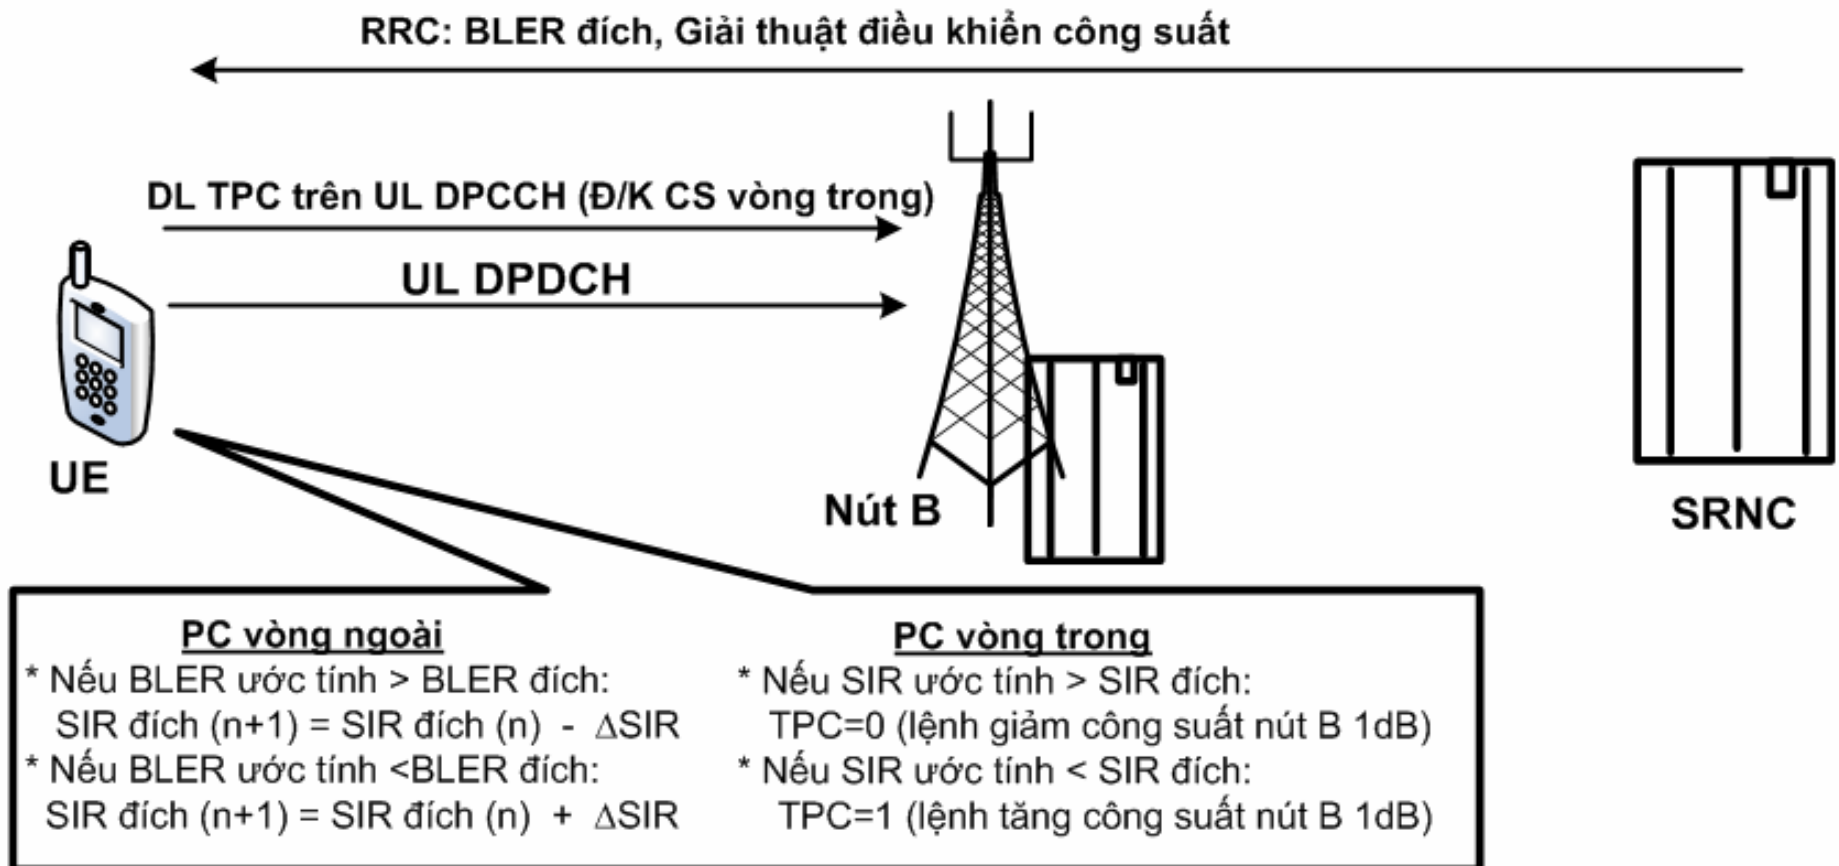 RRC: BLER đích, Giải thuật điều khiển công suất
DL TPC trên UL DPCCH (Đ/K CS vòng trong)
UL DPDCH
UE
Nút B
SRNC
PC vòng ngoài
* Nếu BLER ước tính > BLER đích:
SIR đích (n+1) = SIR đích (n) - ΔSIR
* Nếu BLER ước tính <BLER đích:
SIR đích (n+1) = SIR đích (n) + ΔSIR
PC vòng trong
* Nếu SIR ước tính > SIR đích:
TPC=0 (lệnh giảm công suất nút B 1dB)
* Nếu SIR ước tính < SIR đích:
TPC=1 (lệnh tăng công suất nút B 1dB)